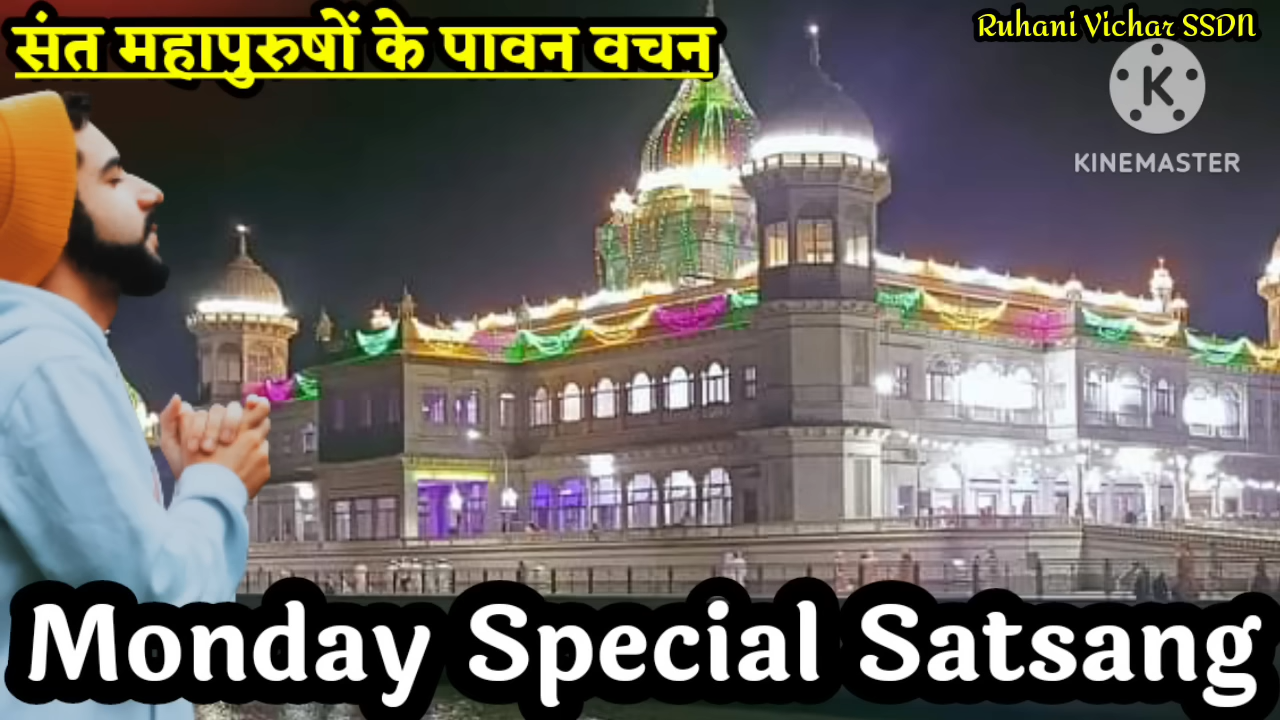 संत महापुरुषों के पावन वचन
Ruhani Vichar SSDN
K
KINEMASTER
Monday Special Satsang